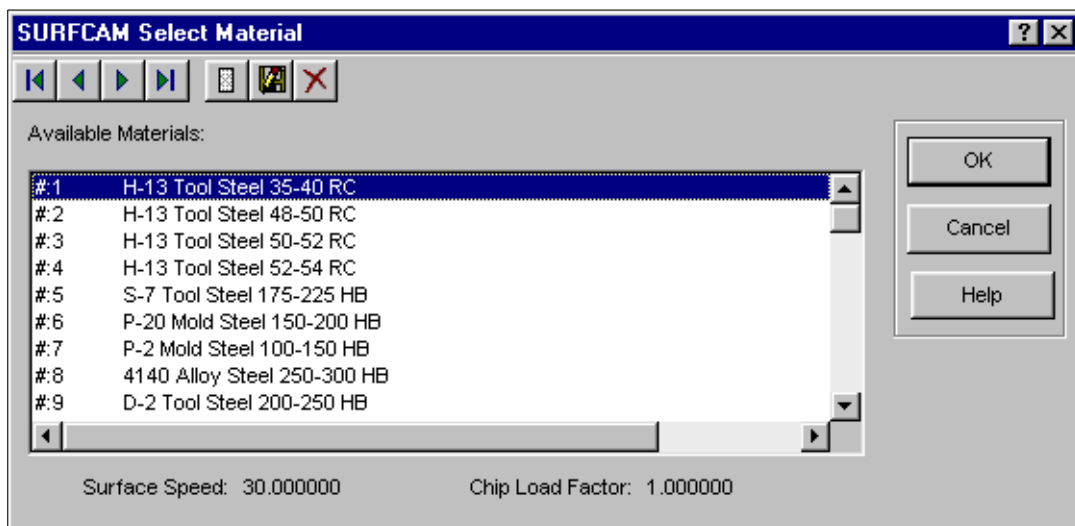 SURFCAM Select Material
Available Materials:
#:1 H-13 Tool Steel 35-40 RC
#:2 H-13 Tool Steel 48-50 RC
#:3 H-13 Tool Steel 50-52 RC
#:4 H-13 Tool Steel 52-54 RC
#:5 S-7 Tool Steel 175-225 HB
#:6 P-20 Mold Steel 150-200 HB
#:7 P-2 Mold Steel 100-150 HB
#:8 4140 Alloy Steel 250-300 HB
#:9 D-2 Tool Steel 200-250 HB
OK
Cancel
Help
Surface Speed: 30.000000 Chip Load Factor: 1.000000